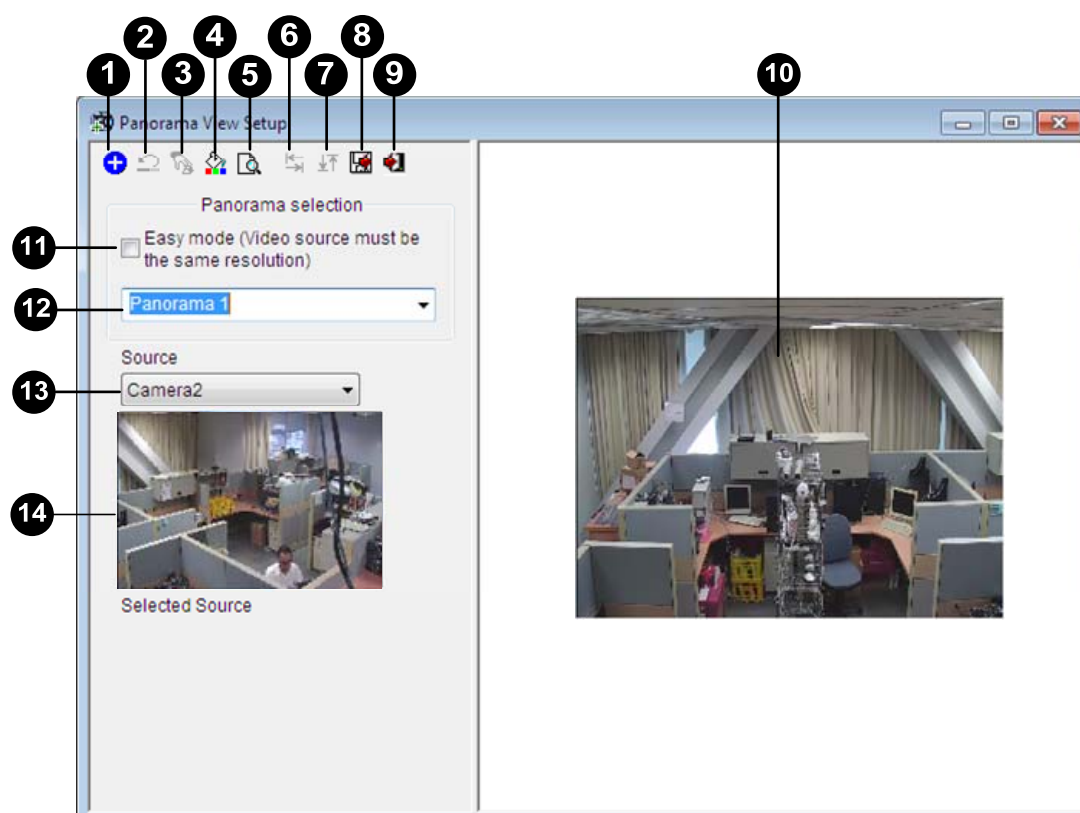 2 4 6 8
1 3 5 7 9 10
Panorama View Setup
Panorama selection
11
Easy mode (Video source must be
the same resolution)
12
Panorama 1
Source
13
Camera2
14
Selected Source